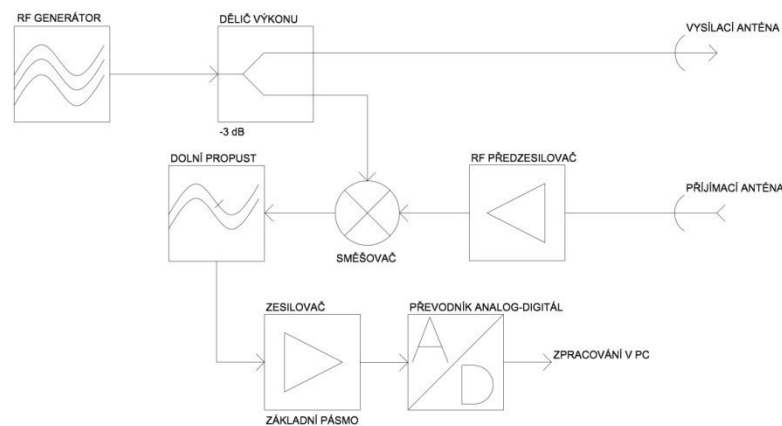 RF GENERÁTOR
DĚLIČ VÝKONU
VYSÍLACÍ ANTÉNA
-3 dB
DOLNÍ PROPUST
RF PŘEDZESILOVAČ
PŘÍJÍMACÍ ANTÉNA
SMĚŠOVAČ
ZESILOVAČ
PŘEVODNÍK ANALOG-DIGITÁL
A
D
ZPRACOVÁNÍ V PC
ZÁKLADNÍ PÁSMO